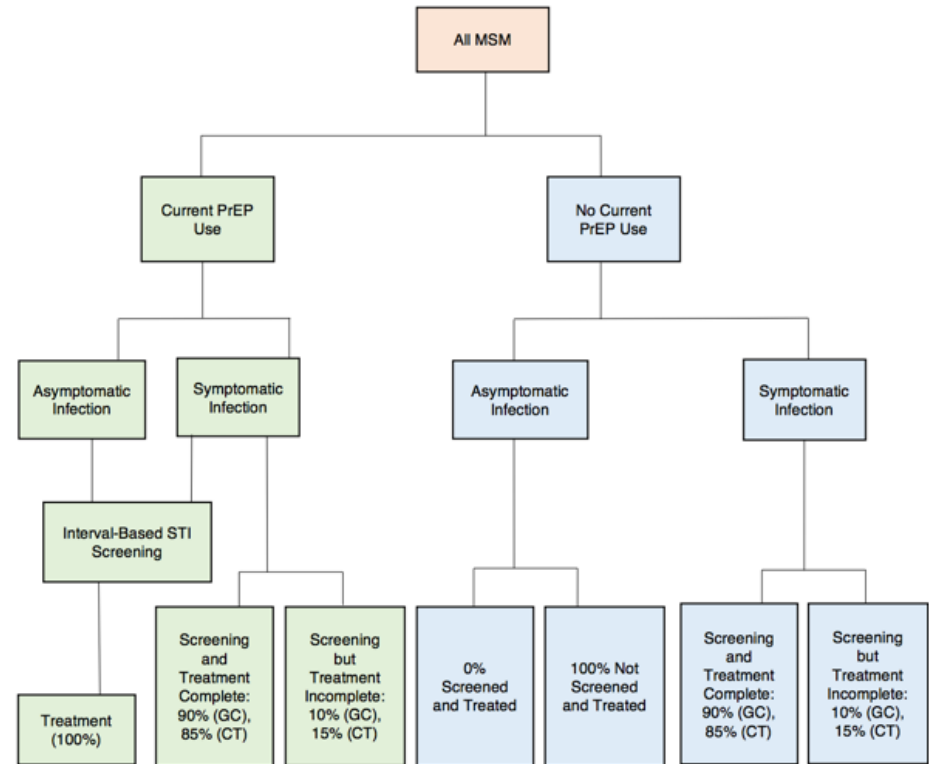 All MSM
Current PrEP
Use
No Current
PrEP Use
Asymptomatic
Infection
Symptomatic
Infection
Asymptomatic
Infection
Symptomatic
Infection
Interval-Based STI
Screening
Treatment
(100%)
Screening
and
Treatment
Complete:
90% (GC),
85% (CT)
Screening
but
Treatment
Incomplete:
10% (GC),
15% (CT)
0%
Screened
and Treated
100% Not
Screened
and Treated
Screening
and
Treatment
Complete:
90% (GC),
85% (CT)
Screening
but
Treatment
Incomplete:
10% (GC),
15% (CT)